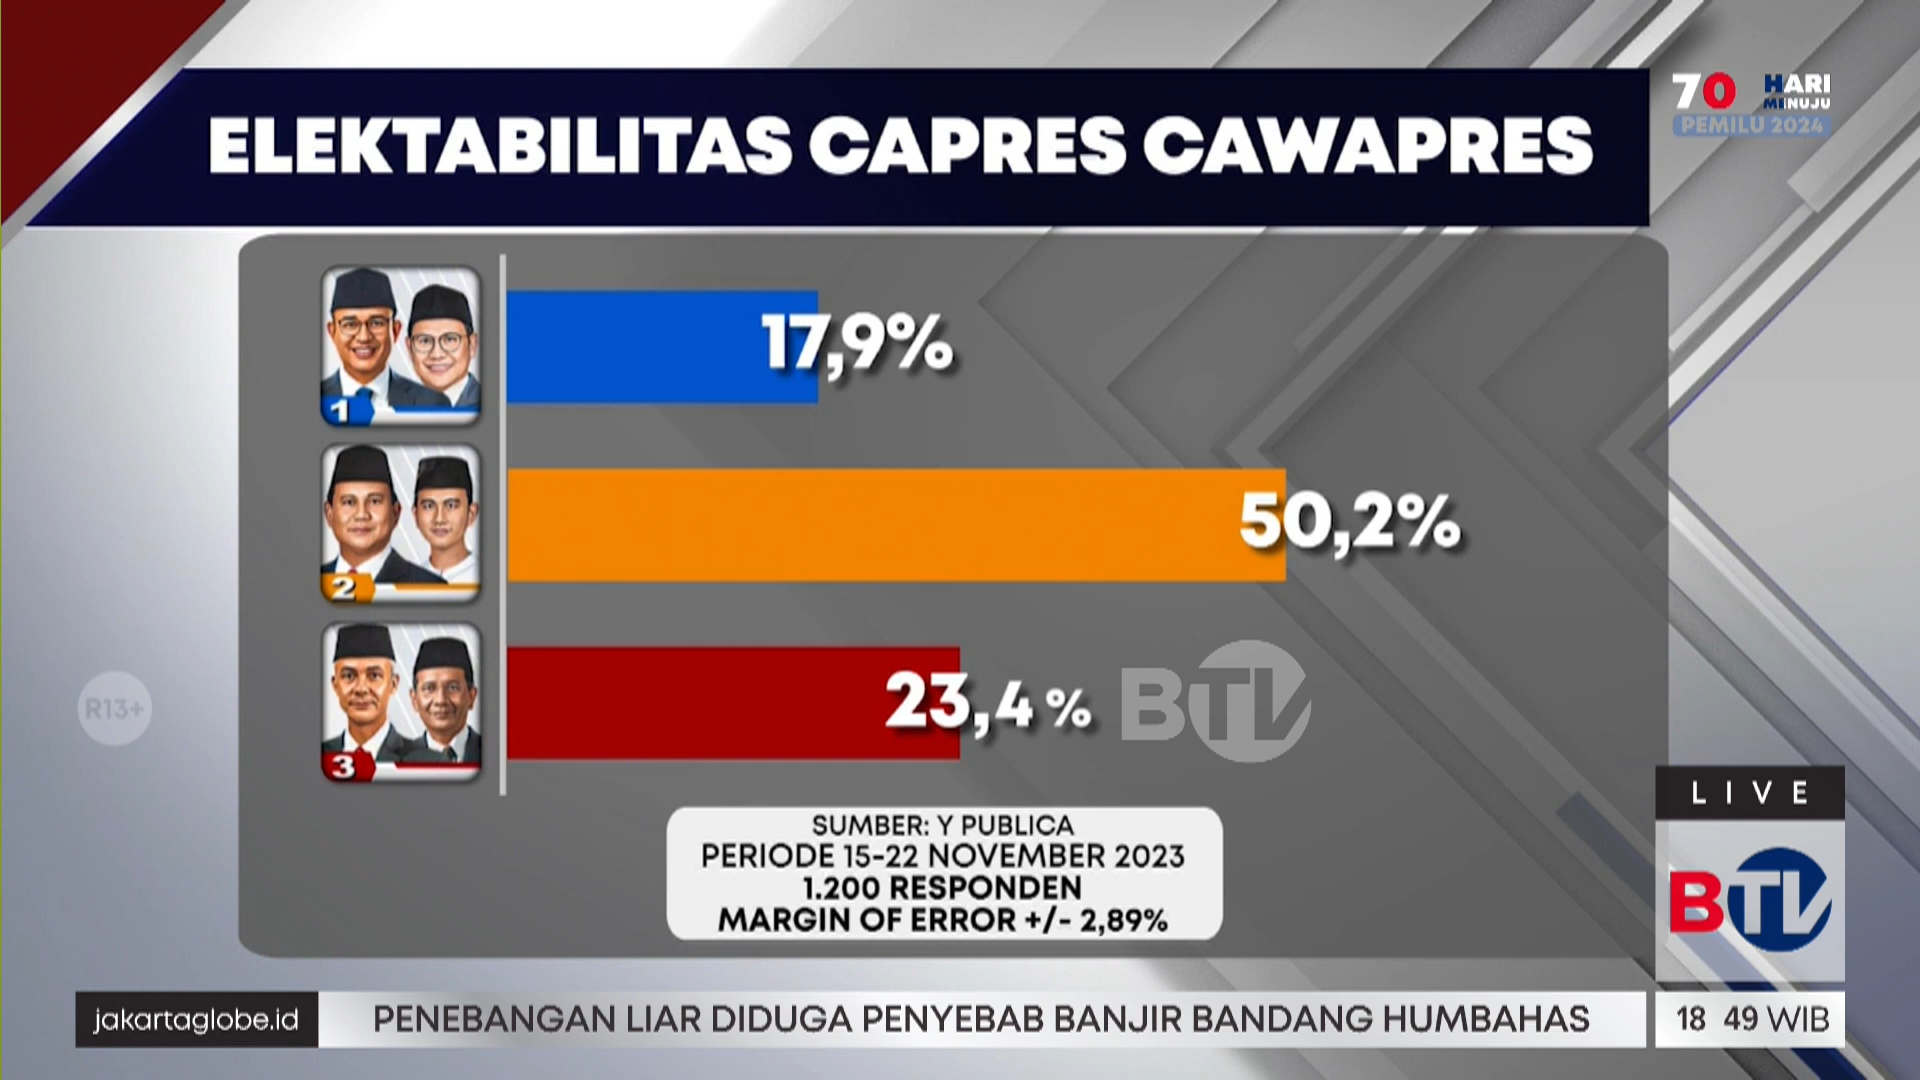 ELEKTABILITAS CAPRES CAWAPRES
70 HARI
MENUJU
PEMILU 2024
1
17,9%
2
50,2%
3
23,4 %
BTV
R13+
SUMBER: Y PUBLICA
PERIODE 15-22 NOVEMBER 2023
1.200 RESPONDEN
MARGIN OF ERROR +/- 2,89%
LIVE
BTV
jakartaglobe.id
PENEBANGAN LIAR DIDUGA PENYEBAB BANJIR BANDANG HUMBAHAS
18 49 WIB